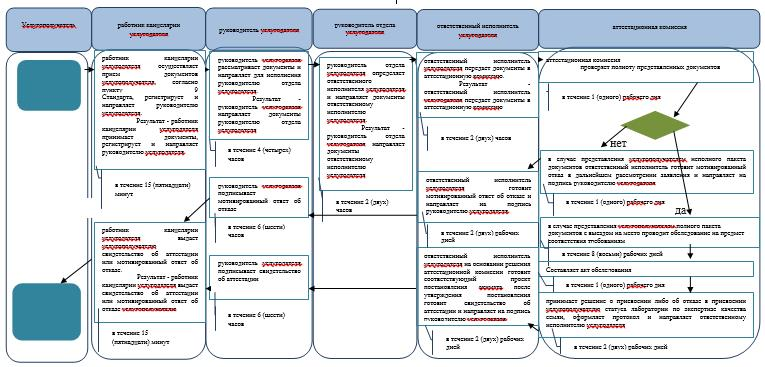 Услугополучатель
работник канцелярии
услугодателя
руководитель услугодателя
руководитель отдела
услугодателя
ответственный исполнитель
услугодателя
аттестационная комиссия
работник канцелярии
услугодателя осуществляет
прием документов
услугополучателя, согласно
пункту 9
Стандарта, регистрирует и
направляет руководителю
услугодателя.
Результат - работник
канцелярии услугодателя
принимает документы,
регистрирует и направляет
руководителю услугодателя.
в течение 15 (пятнадцати)
минут
работник канцелярии
услугодателя выдает
услугополучателю
свидетельство об аттестации
или мотивированный ответ об
отказе.
Результат - работник
канцелярии услугодателя выдает
свидетельство об аттестации
или мотивированный ответ об
отказе услугополучателю.
в течение 15
(пятнадцати) минут
руководитель услугодателя
рассматривает документы и
направляет для исполнения
руководителю отдела
услугодателя
Результат -
руководитель услугодателя
направляет документы
руководителю отдела
услугодателя
в течение 4 (четырех)
часов
руководитель услугодателя
подписывает
мотивированный ответ об
отказе
в течение 6 (шести)
часов
руководитель услугодателя
подписывает свидетельство
об аттестации
в течение 6 (шести)
часов
руководитель отдела
услугодателя определяет
ответственного
исполнителя услугодателя
и направляет документы
ответственному
исполнителю
услугодателя.
Результат -
руководитель отдела
услугодателя направляет
документы
ответственному
исполнителю
услугодателя
в течение 2 (двух)
часов
ответственный исполнитель
услугодателя передает документы в
аттестационную комиссию.
Результат -
ответственный исполнитель
услугодателя передает документы в
аттестационную комиссию
в течение 2 (двух) часов
ответственный исполнитель
услугодателя готовит
мотивированный ответ об отказе и
направляет на подпись
руководителю услугодателя.
в течение 2 (двух) рабочих
дней
ответственный исполнитель
услугодателя на основании решения
аттестационной комиссии готовит
соответствующий проект
постановления
после
утверждения постановления
готовит свидетельство об
аттестации и направляет на подпись
руководителю услугодателя.
в течение 2 (двух) рабочих
дней
аттестационная комиссия
проверяет полноту представленных документов
в течение 1 (одного) рабочего дня
нет
в случае представления услугополучателем неполного пакета
документов ответственный исполнитель готовит мотивированный
отказ в дальнейшем рассмотрении заявления и направляет на
подпись руководителю услугодателя
в течение 1 (одного) рабочего дня
да
в случае представления услугополучателем полного пакета
документов с выездом на место проводит обследование на предмет
соответствия требованиям
в течение 8 (восьми) рабочих дней
Составляет акт обследования
в течение 1 (одного) рабочего дня
принимает решение о присвоении либо об отказе в присвоении
услугополучателю статуса лаборатории по экспертизе качества
семян, оформляет протокол и направляет ответственному
исполнителю услугодателя
в течение 2 (двух) рабочих дней